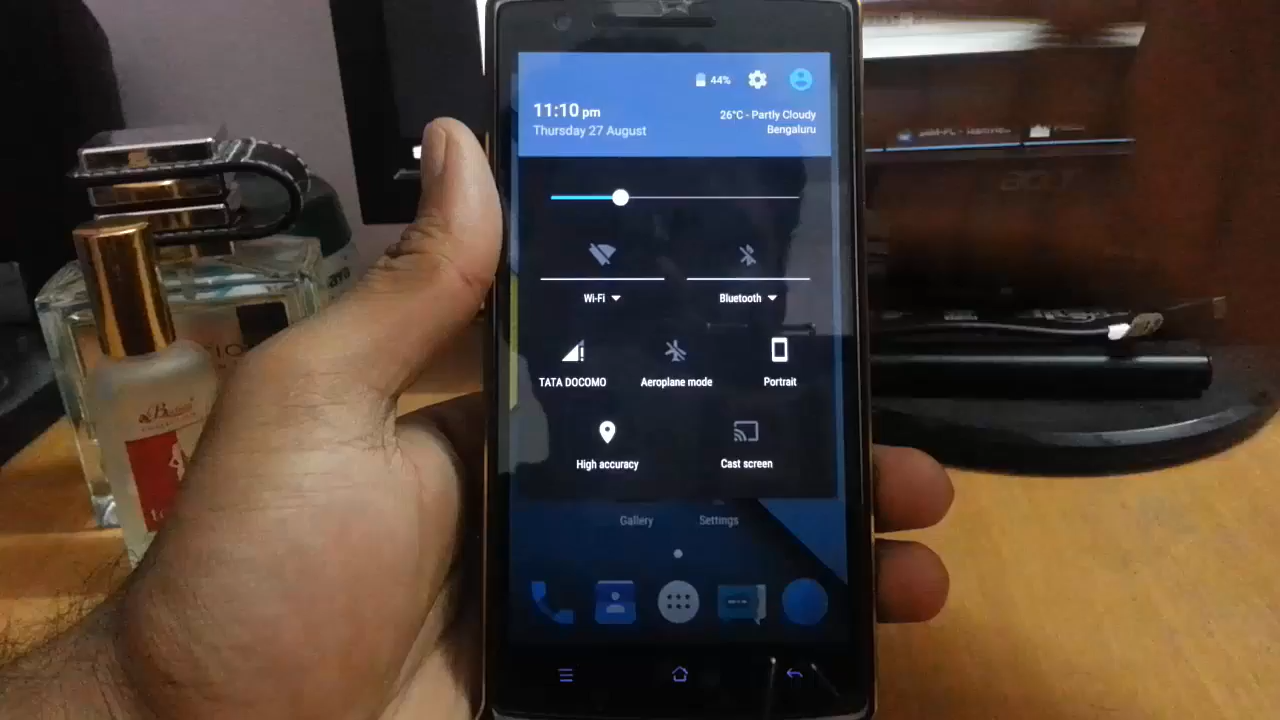 44%
11:10 pm
Thursday 27 August
26°C - Partly Cloudy
Bengaluru
Wi-Fi
Bluetooth
TATA DOCOMO
Aeroplane mode
Portrait
High accuracy
Cast screen
Gallery
Settings
acer